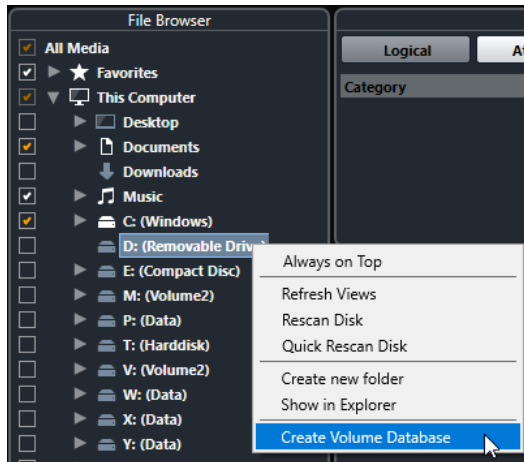 File Browser
All Media
Favorites
This Computer
Desktop
Documents
Downloads
Music
C: (Windows)
D: (Removable Drive)
E: (Compact Disc)
M: (Volume2)
P: (Data)
T: (Harddisk)
V: (Volume2)
W: (Data)
X: (Data)
Y: (Data)
Logical
Category
Always on Top
Refresh Views
Rescan Disk
Quick Rescan Disk
Create new folder
Show in Explorer
Create Volume Database